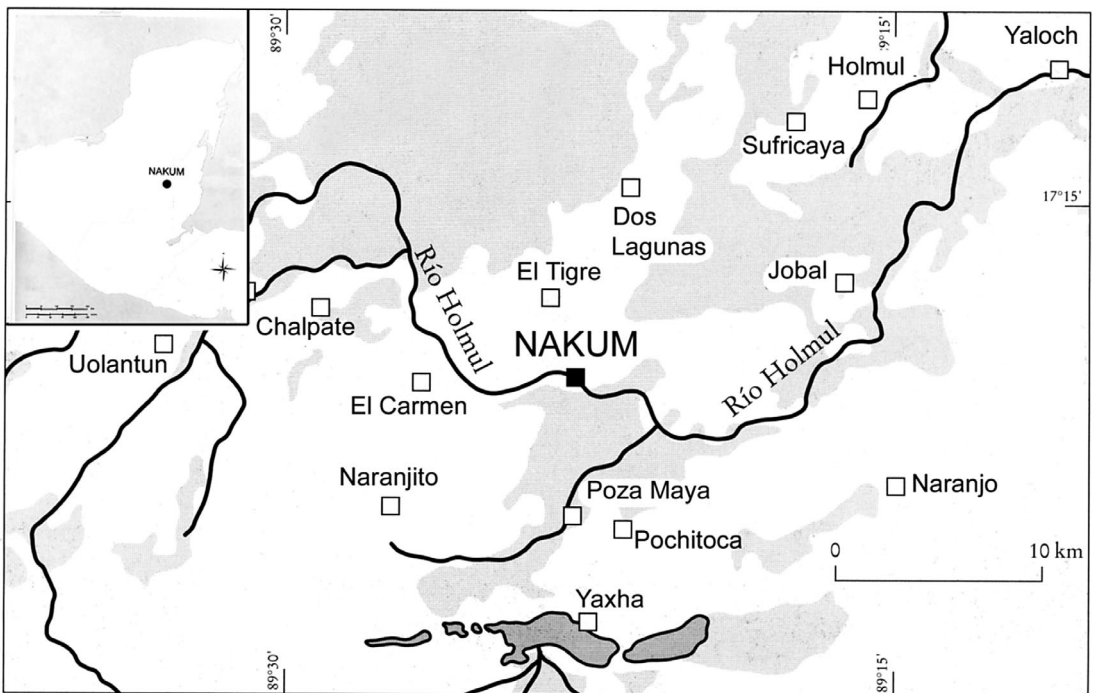 89°30'
9°15'
Yaloch
Holmul
NAKUM
Sufricaya
17°15'
Dos
Lagunas
Río Holmul
El Tigre
Jobal
Chalpate
NAKUM
Río Holmul
Uolantun
El Carmen
Naranjito
Poza Maya
Naranjo
Pochitoca
0 10 km
Yaxha
89°30'
89°15'